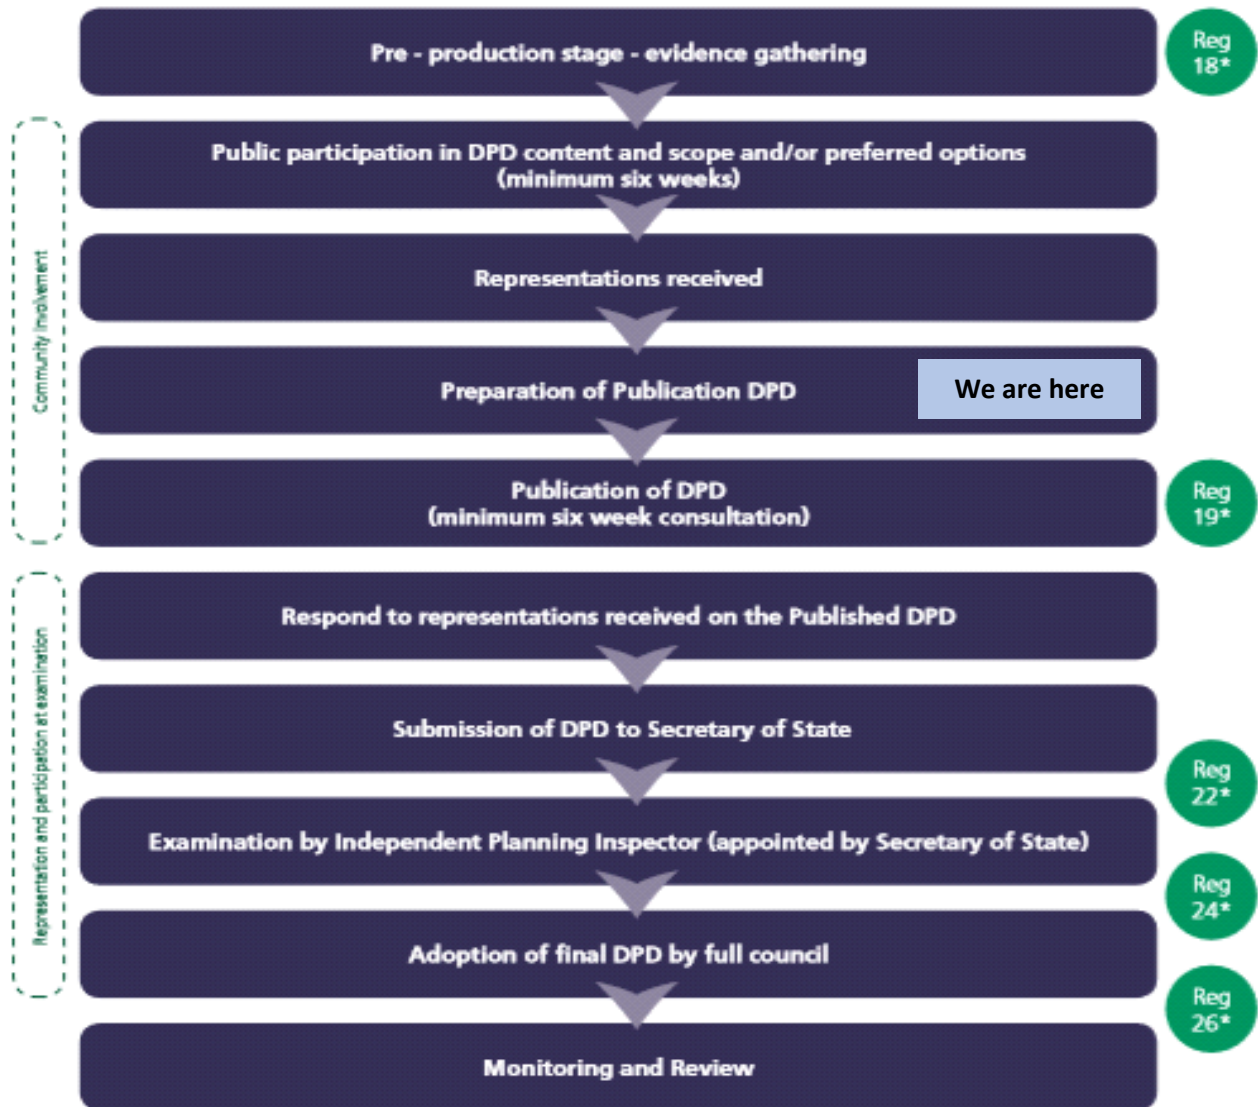 Pre - production stage - evidence gathering
Reg
18*
Community Involvement
Public participation in DPD content and scope and/or preferred options
(minimum six weeks)
Representations received
Preparation of Publication DPD
We are here
Publication of DPD
(minimum six week consultation)
Reg
19*
Representation and participation at examination
Respond to representations received on the Published DPD
Submission of DPD to Secretary of State
Reg
22*
Examination by Independent Planning Inspector (appointed by Secretary of State)
Reg
24*
Adoption of final DPD by full council
Reg
26*
Monitoring and Review